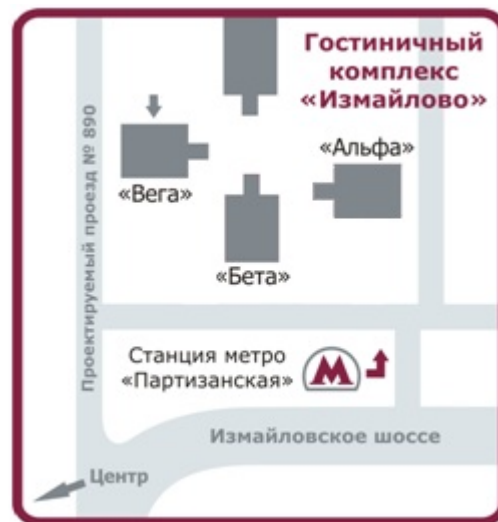 Гостиничный
комплекс
«Измайлово»
Проектируемый проезд № 890
«Альфа»
«Вега»
«Бета»
Станция метро
«Партизанская»
М
Измайловское шоссе
Центр